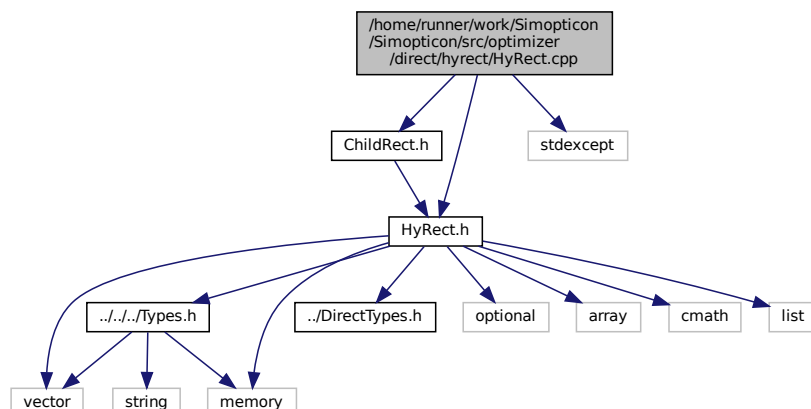 /home/runner/work/Simopticon
/Simopticon/src/optimizer
/direct/hyrect/HyRect.cpp
ChildRect.h
stdexcept
HyRect.h
../../../Types.h
../DirectTypes.h
optional
array
cmath
list
vector
string
memory